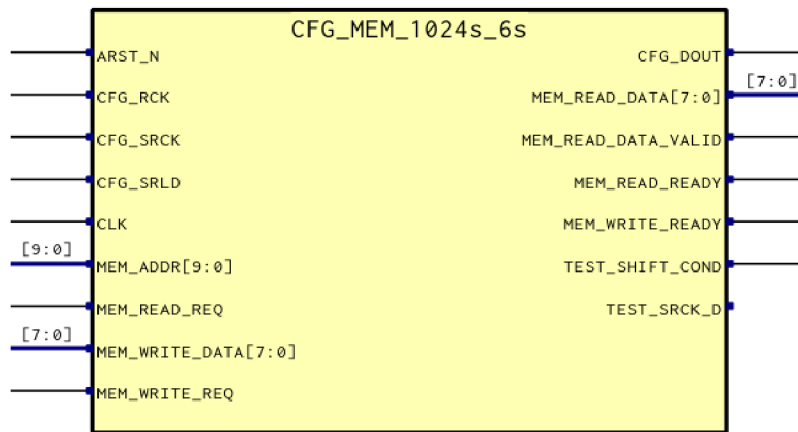 CFG_MEM_1024s_6s
ARST_N CFG_DOUT
[7:0]
CFG_RCK MEM_READ_DATA[7:0]
CFG_SRCK MEM_READ_DATA_VALID
CFG_SRLD MEM_READ_READY
CLK MEM_WRITE_READY
[9:0]
MEM_ADDR[9:0] TEST_SHIFT_COND
MEM_READ_REQ TEST_SRCK_D
[7:0]
MEM_WRITE_DATA[7:0]
MEM_WRITE_REQ